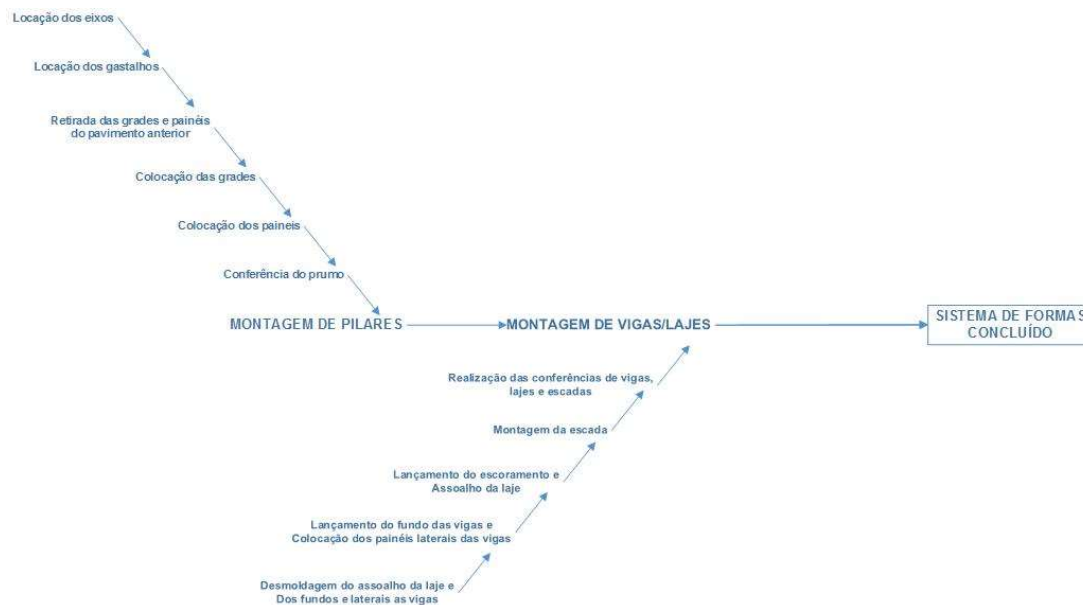 Locação dos eixos
Locação dos gastalhos
Retirada das grades e painéis
do pavimento anterior
Colocação das grades
Colocação dos paineis
Conferência do prumo
MONTAGEM DE PILARES
MONTAGEM DE VIGAS/LAJES
SISTEMA DE FORMAS
CONCLUÍDO
Realização das conferências de vigas,
lajes e escadas
Montagem da escada
Lançamento do escoramento e
Assoalho da laje
Lançamento do fundo das vigas e
Colocação dos painéis laterais das vigas
Desmoldagem do assoalho da laje e
Dos fundos e laterais as vigas